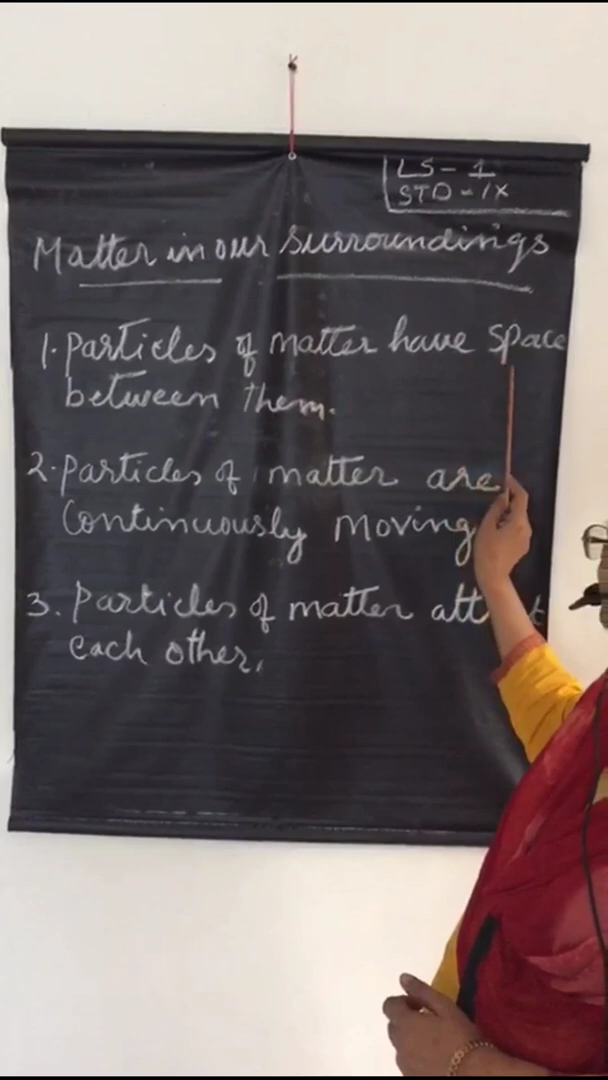 LS - 1
STD - IX
Matter in our Surroundings
1. Particles of matter have space
between them.
2. Particles of matter are
Continuously moving
3. Particles of matter
each other.